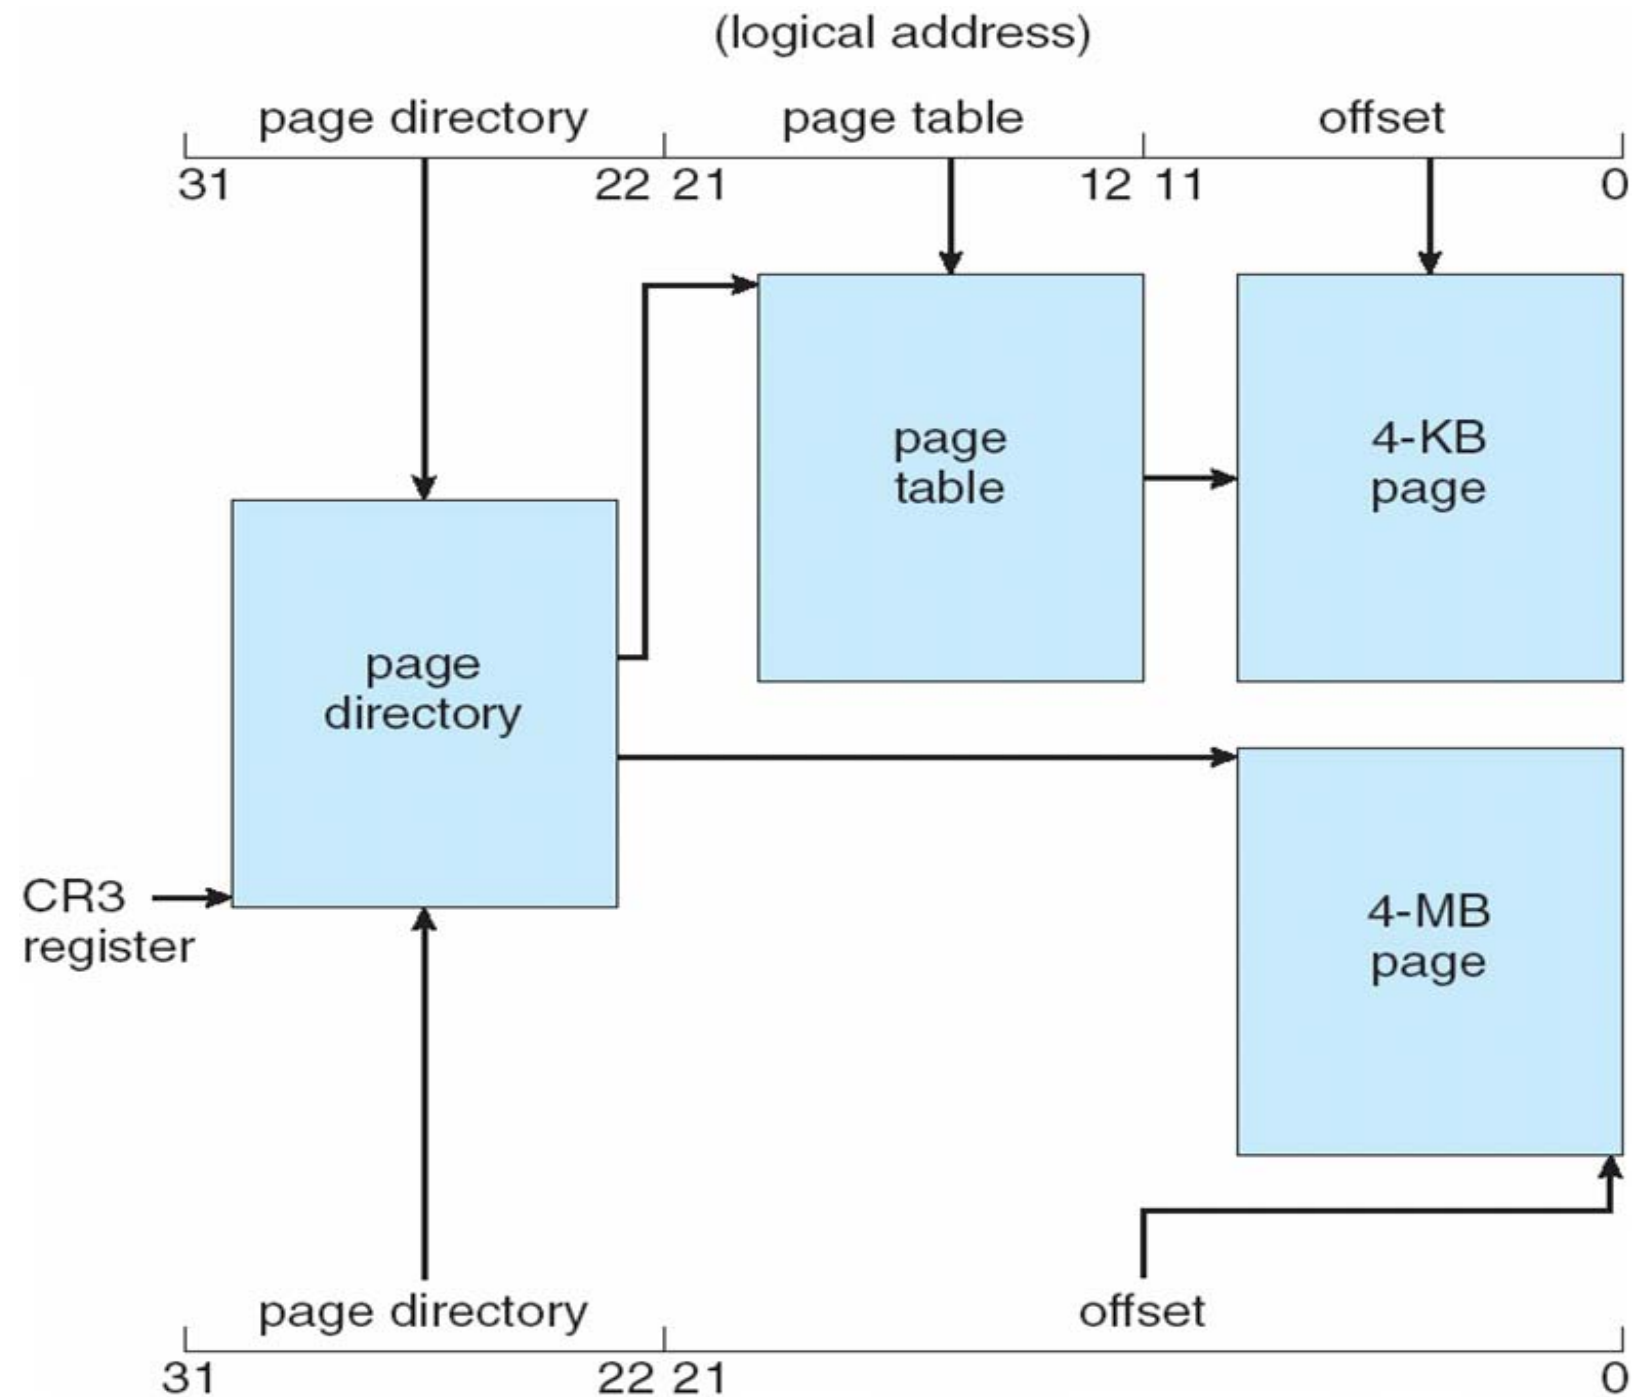 (logical address)
page directory
page table
offset
31
22 21
12 11
0
page
table
4-KB
page
page
directory
CR3
register
4-MB
page
page directory
offset
31
22 21
0